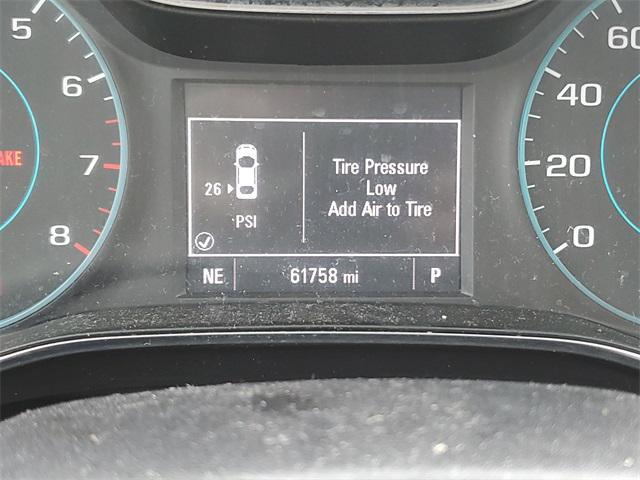 5
6
7
8
AKE
26
PSI
Tire Pressure
Low
Add Air to Tire
NE 61758 mi P
60
40
20
0